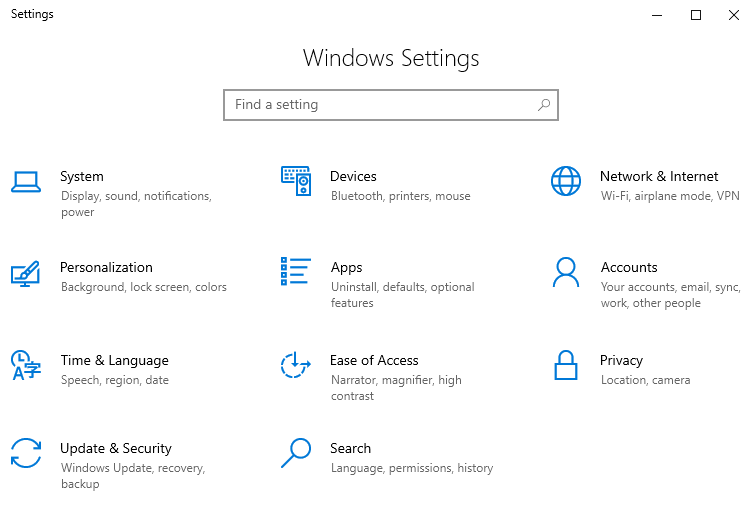 Settings
Windows Settings
Find a setting
System
Display, sound, notifications,
power
Devices
Bluetooth, printers, mouse
Network & Internet
Wi-Fi, airplane mode, VPN
Personalization
Background, lock screen, colors
Apps
Uninstall, defaults, optional
features
Accounts
Your accounts, email, sync,
work, other people
Time & Language
Speech, region, date
Ease of Access
Narrator, magnifier, high
contrast
Privacy
Location, camera
Update & Security
Windows Update, recovery,
backup
Search
Language, permissions, history